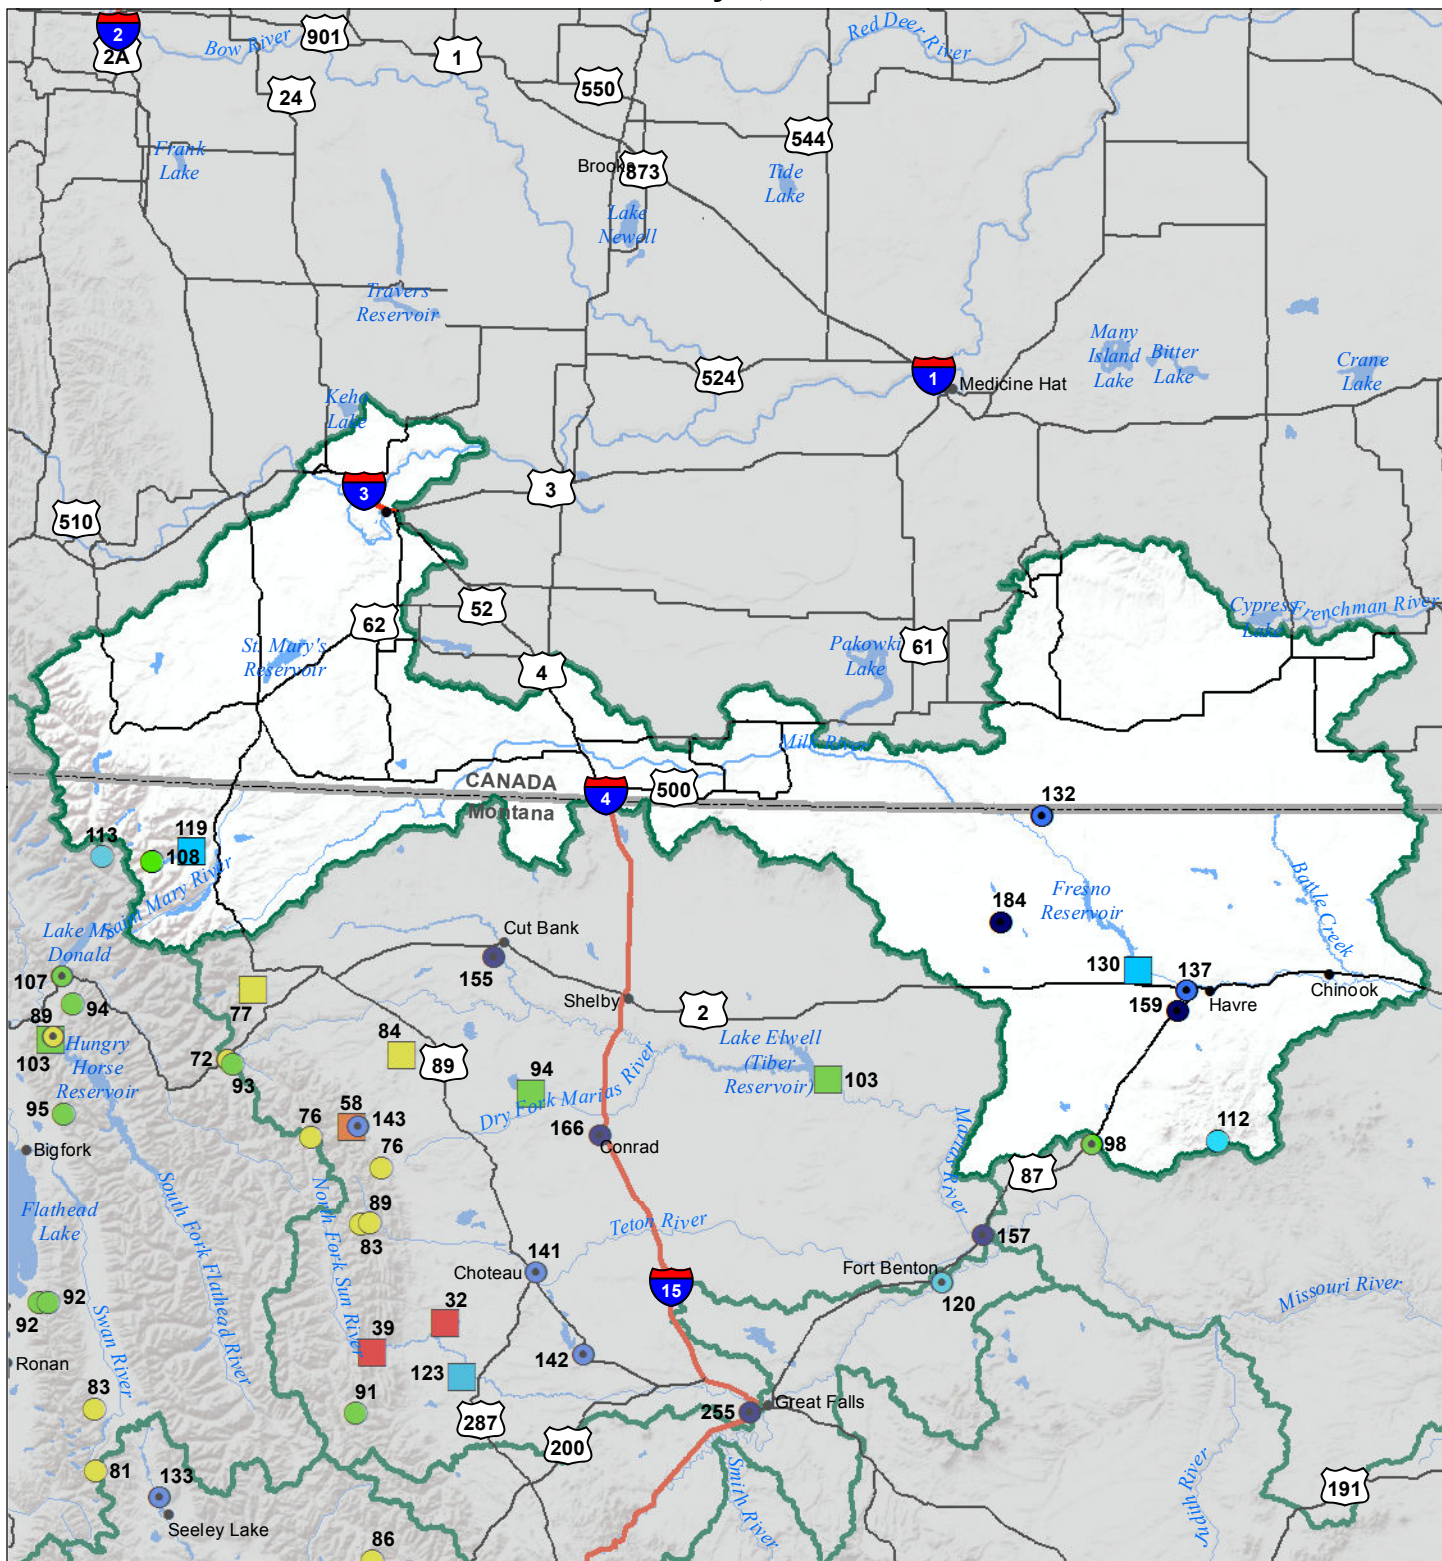 2
2A
Bow River
901
1
Red Deer River
24
550
544
Frank
Lake
Brooks
873
Tide
Lake
Lake
Newell
Travers
Reservoir
Many
Island
Lake
Bitter
Lake
Crane
Lake
524
1
Medicine Hat
Keho
Lake
3
3
510
62
52
Cypress
Lake
Frenchman River
St. Mary's
Reservoir
4
Pakowki
Lake
61
Milk River
CANADA
Montana
4
500
132
113
119
108
Saint Mary River
Fresno
Reservoir
Battle Creek
184
Lake Mc
Donald
Cut Bank
155
107
94
77
130
137
159
Havre
Chinook
Shelby
2
89
103
Hungry
Horse
Reservoir
72
93
84
89
94
Lake Elwell
(Tiber
Reservoir)
103
Dry Fork Marias River
95
76
58
143
166
Conrad
Marias River
98
112
Bigfork
76
87
South Fork Flathead River
North Fork Sun River
Flathead
Lake
89
83
Teton River
157
141
Choteau
15
Fort Benton
120
Missouri River
92
92
Swan River
32
39
Ronan
142
123
83
91
287
255
Great Falls
200
81
133
Smith River
Judith River
191
Seeley Lake
86